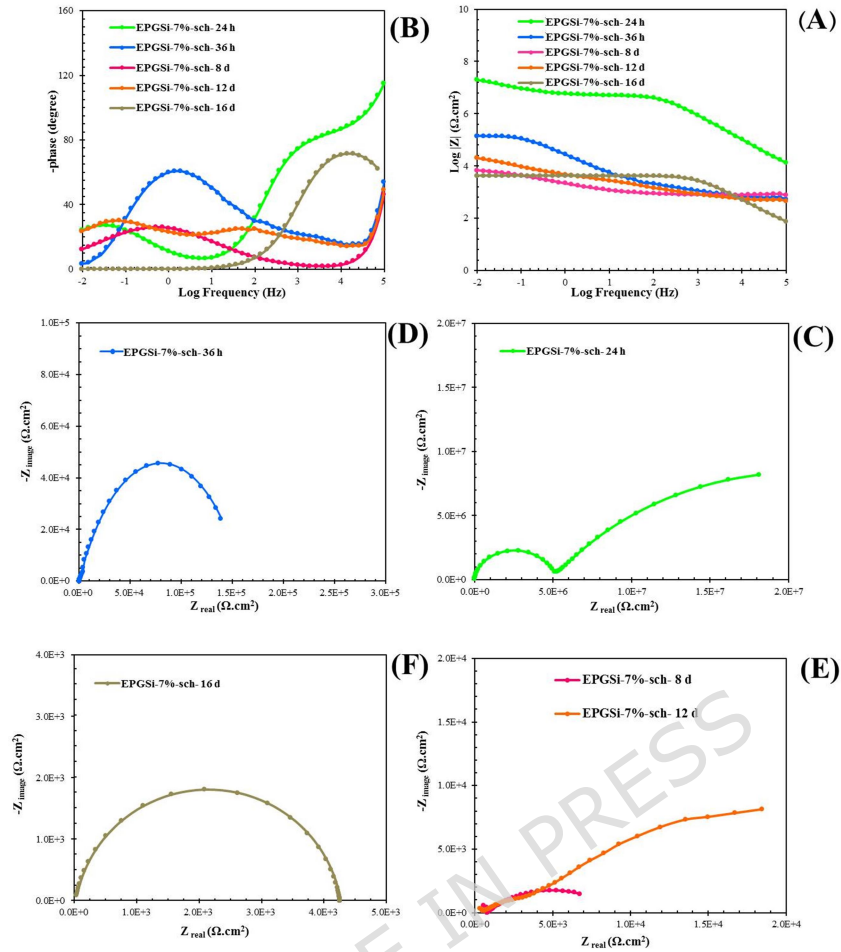 (B)
EPGSi-7%-sch- 24 h
EPGSi-7%-sch- 36 h
EPGSi-7%-sch- 8 d
EPGSi-7%-sch- 12 d
EPGSi-7%-sch- 16 d
160
120
80
40
0
-phase (degree)
-2 -1 0 1 2 3 4 5
Log Frequency (Hz)
(A)
EPGSi-7%-sch- 24 h
EPGSi-7%-sch- 36 h
EPGSi-7%-sch- 8 d
EPGSi-7%-sch- 12 d
EPGSi-7%-sch- 16 d
10
8
6
4
2
0
Log |Z| (Ω.cm²)
-2 -1 0 1 2 3 4 5
Log Frequency (Hz)
(D)
EPGSi-7%-sch- 36 h
1.0E+5
8.0E+4
6.0E+4
4.0E+4
2.0E+4
0.0E+0
-Z image (Ω.cm²)
0.0E+0 5.0E+4 1.0E+5 1.5E+5 2.0E+5 2.5E+5 3.0E+5
Z real (Ω.cm²)
(C)
EPGSi-7%-sch- 24 h
2.0E+7
1.5E+7
1.0E+7
5.0E+6
0.0E+0
-Z image (Ω.cm²)
0.0E+0 5.0E+6 1.0E+7 1.5E+7 2.0E+7
Z real (Ω.cm²)
(F)
EPGSi-7%-sch- 16 d
4.0E+3
3.0E+3
2.0E+3
1.0E+3
0.0E+0
-Z image (Ω.cm²)
0.0E+0 1.0E+3 2.0E+3 3.0E+3 4.0E+3 5.0E+3
Z real (Ω.cm²)
(E)
EPGSi-7%-sch- 8 d
EPGSi-7%-sch- 12 d
2.0E+4
1.5E+4
1.0E+4
5.0E+3
0.0E+0
-Z image (Ω.cm²)
0.0E+0 5.0E+3 1.0E+4 1.5E+4 2.0E+4
Z real (Ω.cm²)
E IN PRESS